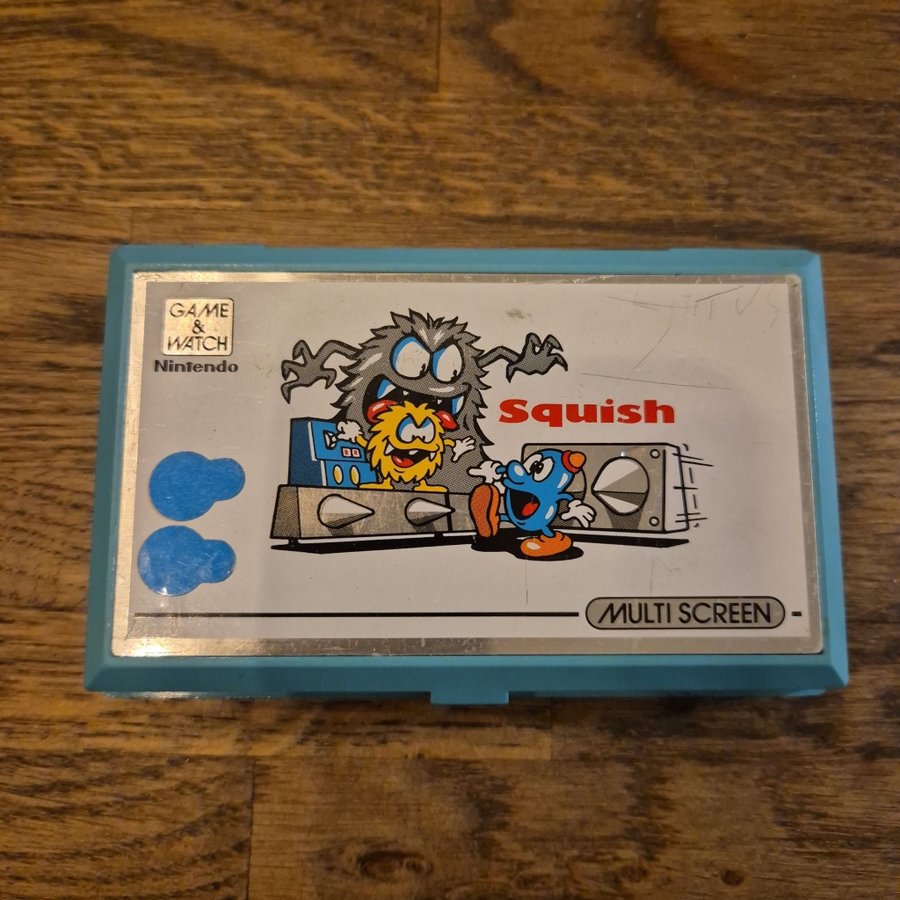 GAME
&
WATCH
Nintendo
Squish
MULTI SCREEN